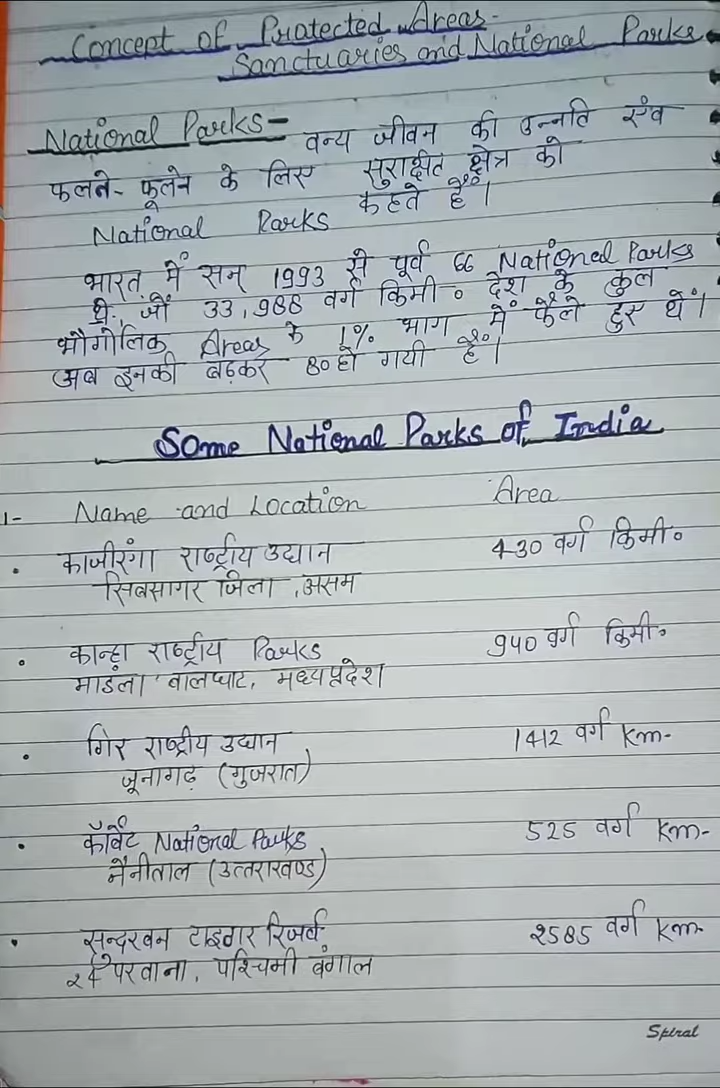 Concept of Protected Areas-
Sanctuaries and National Parks
National Parks- वन्य जीवन की उन्नति एंव
फलने-फूलने के लिए सुरक्षित क्षेत्र को
National Parks कहते हैं।
भारत में सन् 1993 से पूर्व 66 National Parks
थे, जो 33,988 वर्ग किमी० देश के कुल
भौगोलिक Areas के 1% भाग में फैले हुए थे।
अब इनकी बढ़कर 80 हो गयी है।
Some National Parks of India
1- Name and Location Area
• काजीरंगा राष्ट्रीय उद्यान 430 वर्ग किमी०
सिबसागर जिला, असम
• कान्हा राष्ट्रीय Parks 940 वर्ग किमी०
माडंला बालघाट, मध्यप्रदेश
• गिर राष्ट्रीय उद्यान 1412 वर्ग Km-
जूनागढ़ (गुजरात)
• कॉर्बेट National Parks 525 वर्ग Km-
नैनीताल (उत्तराखण्ड)
• सुन्दरवन टाइगर रिजर्व 2585 वर्ग Km-
24 परवाना, पश्चिमी बंगाल
Spiral